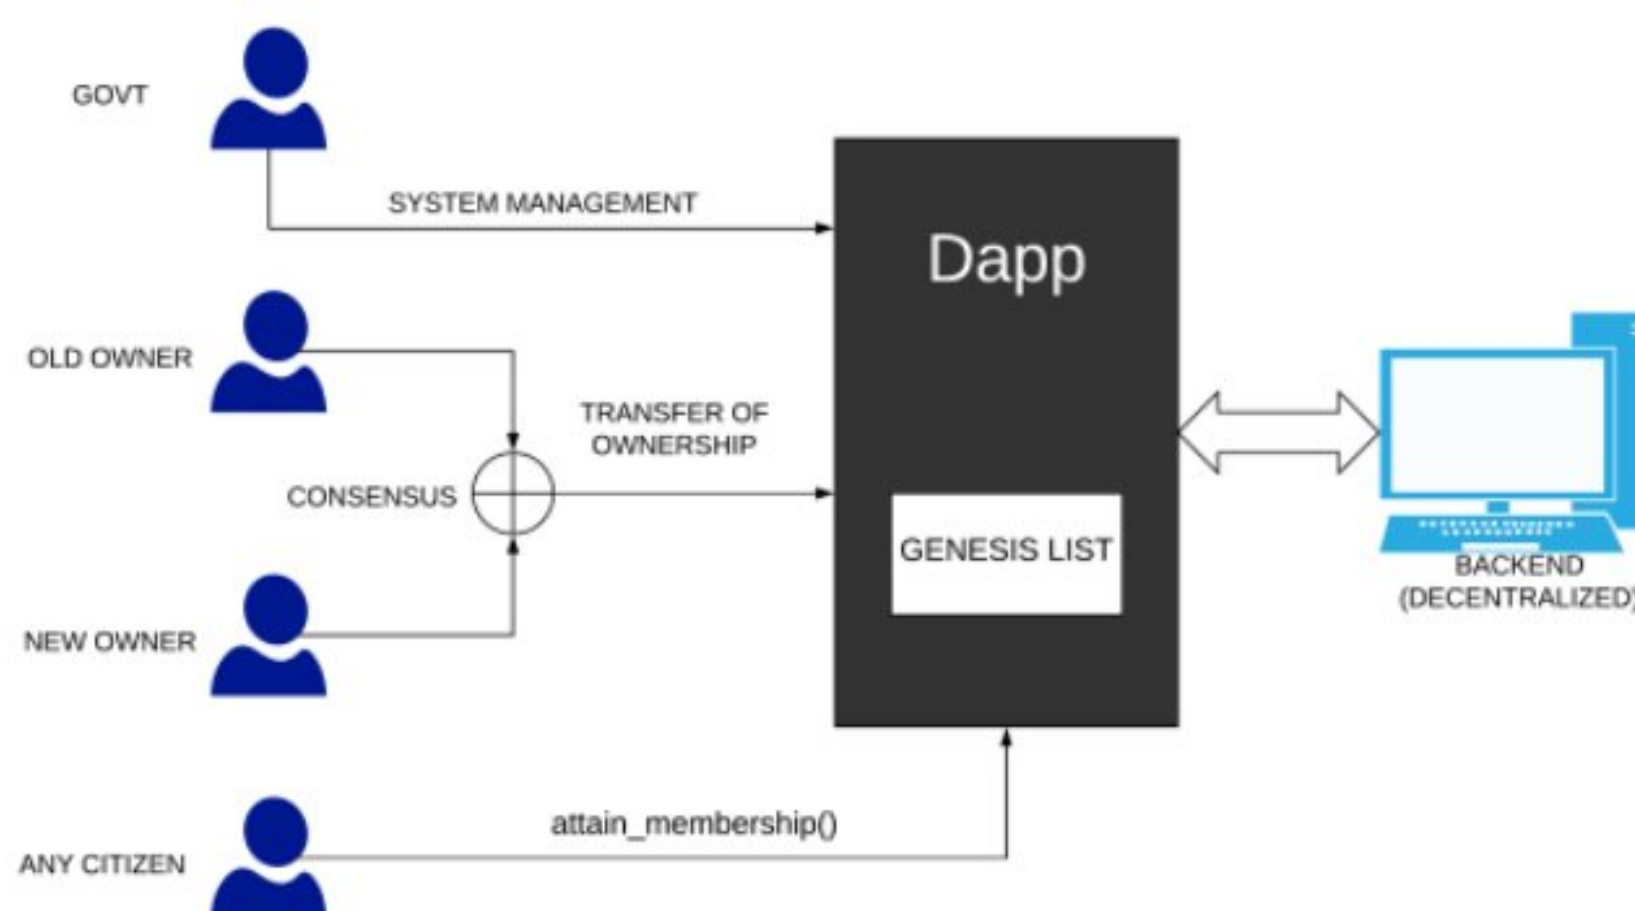 GOVT
SYSTEM MANAGEMENT
Dapp
OLD OWNER
TRANSFER OF
OWNERSHIP
CONSENSUS
GENESIS LIST
BACKEND
(DECENTRALIZED)
NEW OWNER
attain_membership()
ANY CITIZEN